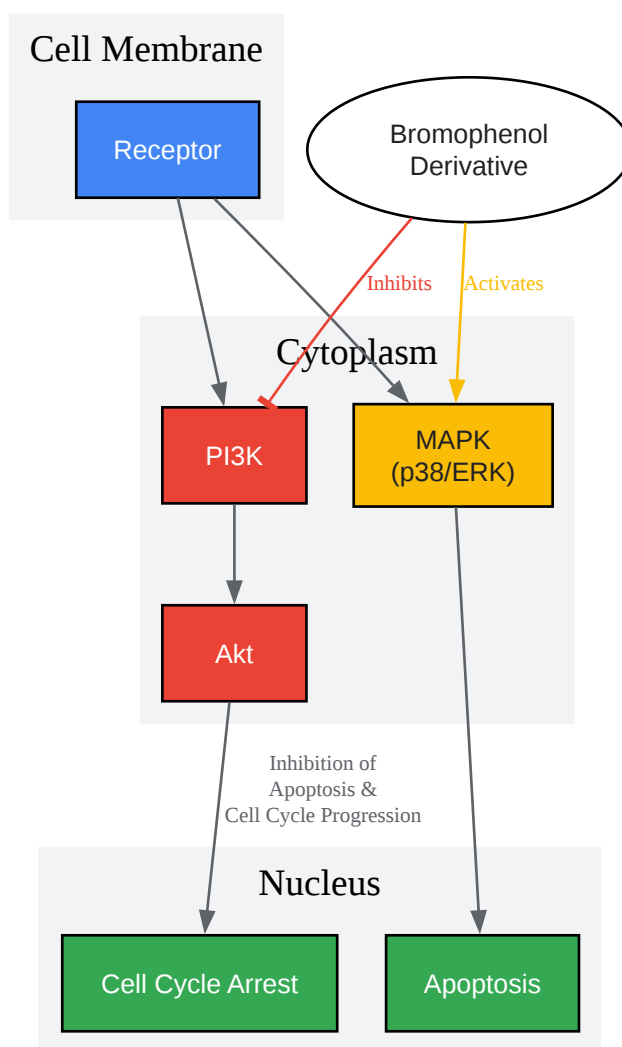 Cell Membrane
Receptor
Bromophenol
Derivative
Inhibits
Activates
Cytoplasm
PI3K
MAPK
(p38/ERK)
Akt
Inhibition of
Apoptosis &
Cell Cycle Progression
Nucleus
Cell Cycle Arrest
Apoptosis